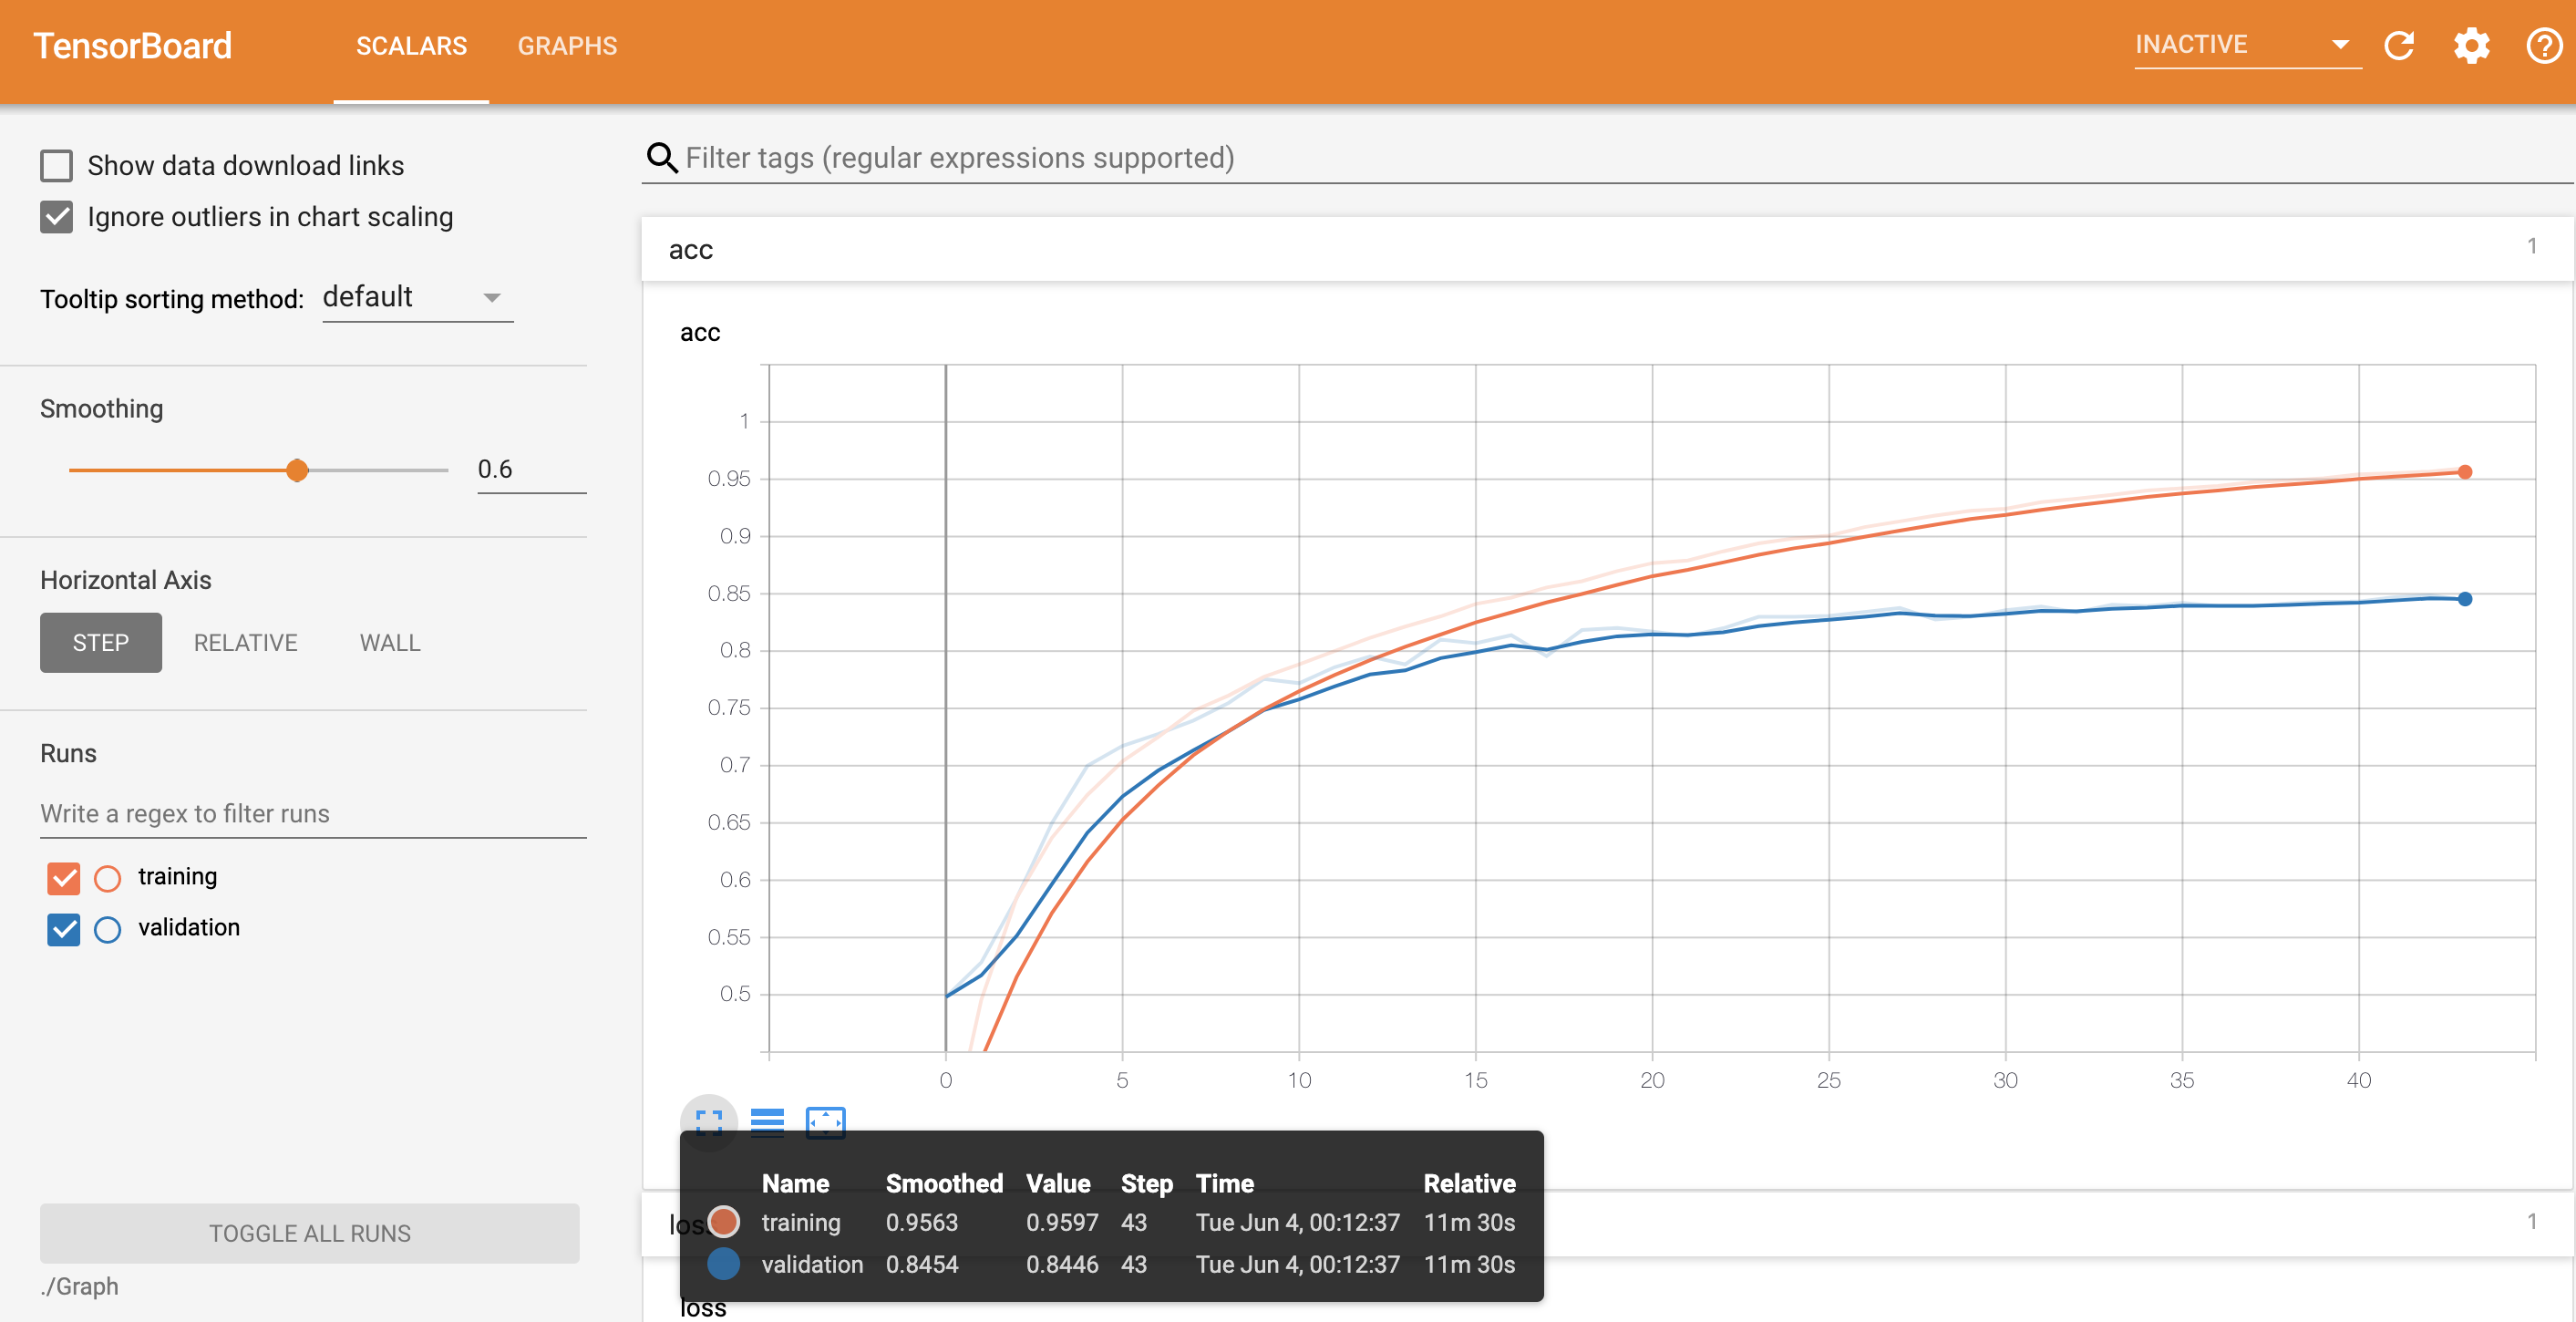 TensorBoard SCALARS GRAPHS INACTIVE
Show data download links
Ignore outliers in chart scaling
Tooltip sorting method: default
Smoothing
0.6
Horizontal Axis
STEP RELATIVE WALL
Runs
Write a regex to filter runs
training
validation
TOGGLE ALL RUNS
./Graph
Filter tags (regular expressions supported)
acc 1
acc
1
0.95
0.9
0.85
0.8
0.75
0.7
0.65
0.6
0.55
0.5
0 5 10 15 20 25 30 35 40
Name Smoothed Value Step Time Relative
training 0.9563 0.9597 43 Tue Jun 4, 00:12:37 11m 30s
validation 0.8454 0.8446 43 Tue Jun 4, 00:12:37 11m 30s
loss 1
loss